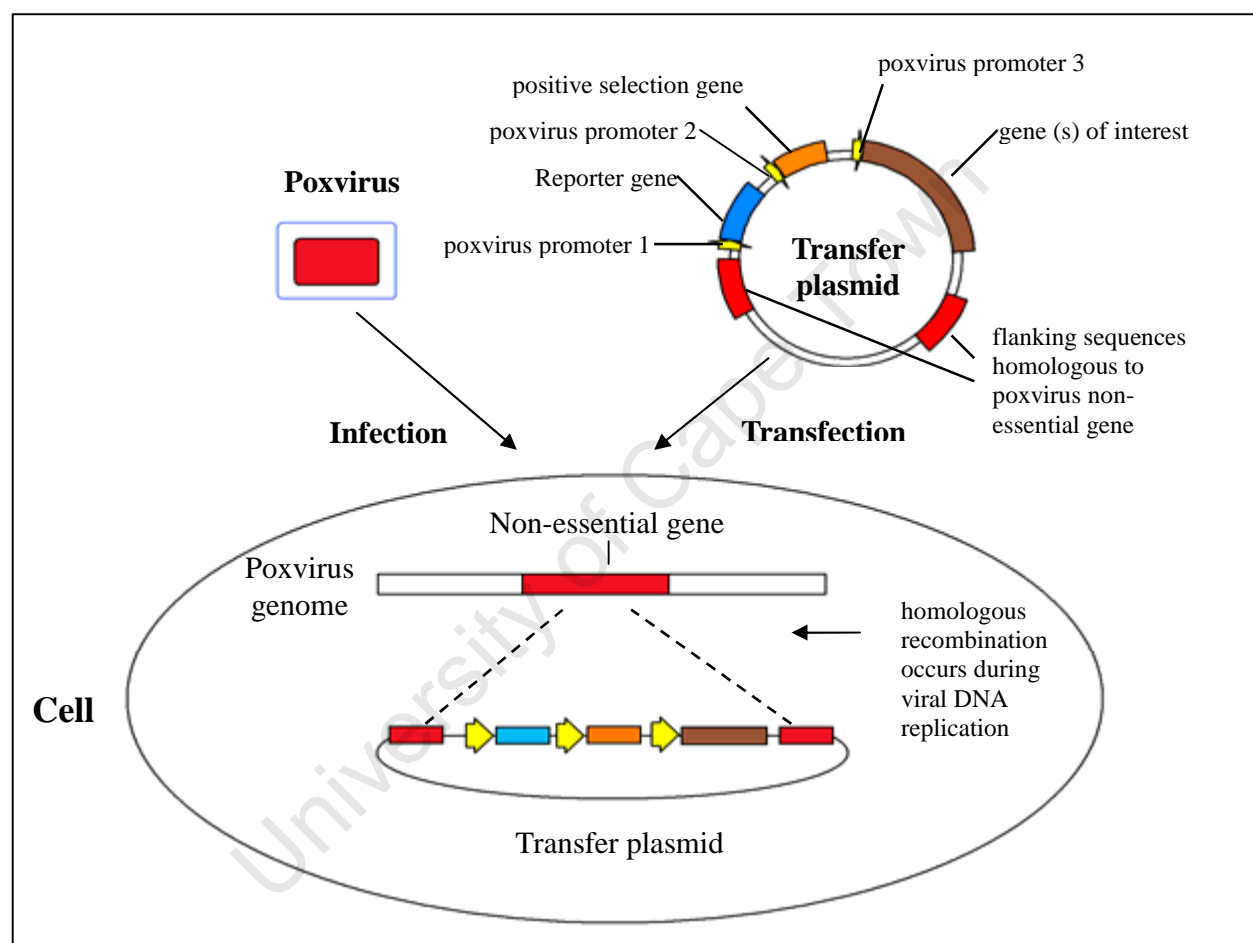 poxvirus promoter 3
positive selection gene
poxvirus promoter 2
gene (s) of interest
Poxvirus
Reporter gene
poxvirus promoter 1
Transfer
plasmid
flanking sequences
homologous to
poxvirus non-
essential gene
Infection
Transfection
Non-essential gene
Poxvirus
genome
homologous
recombination
occurs during
viral DNA
replication
Cell
Transfer plasmid
University of Cape Town